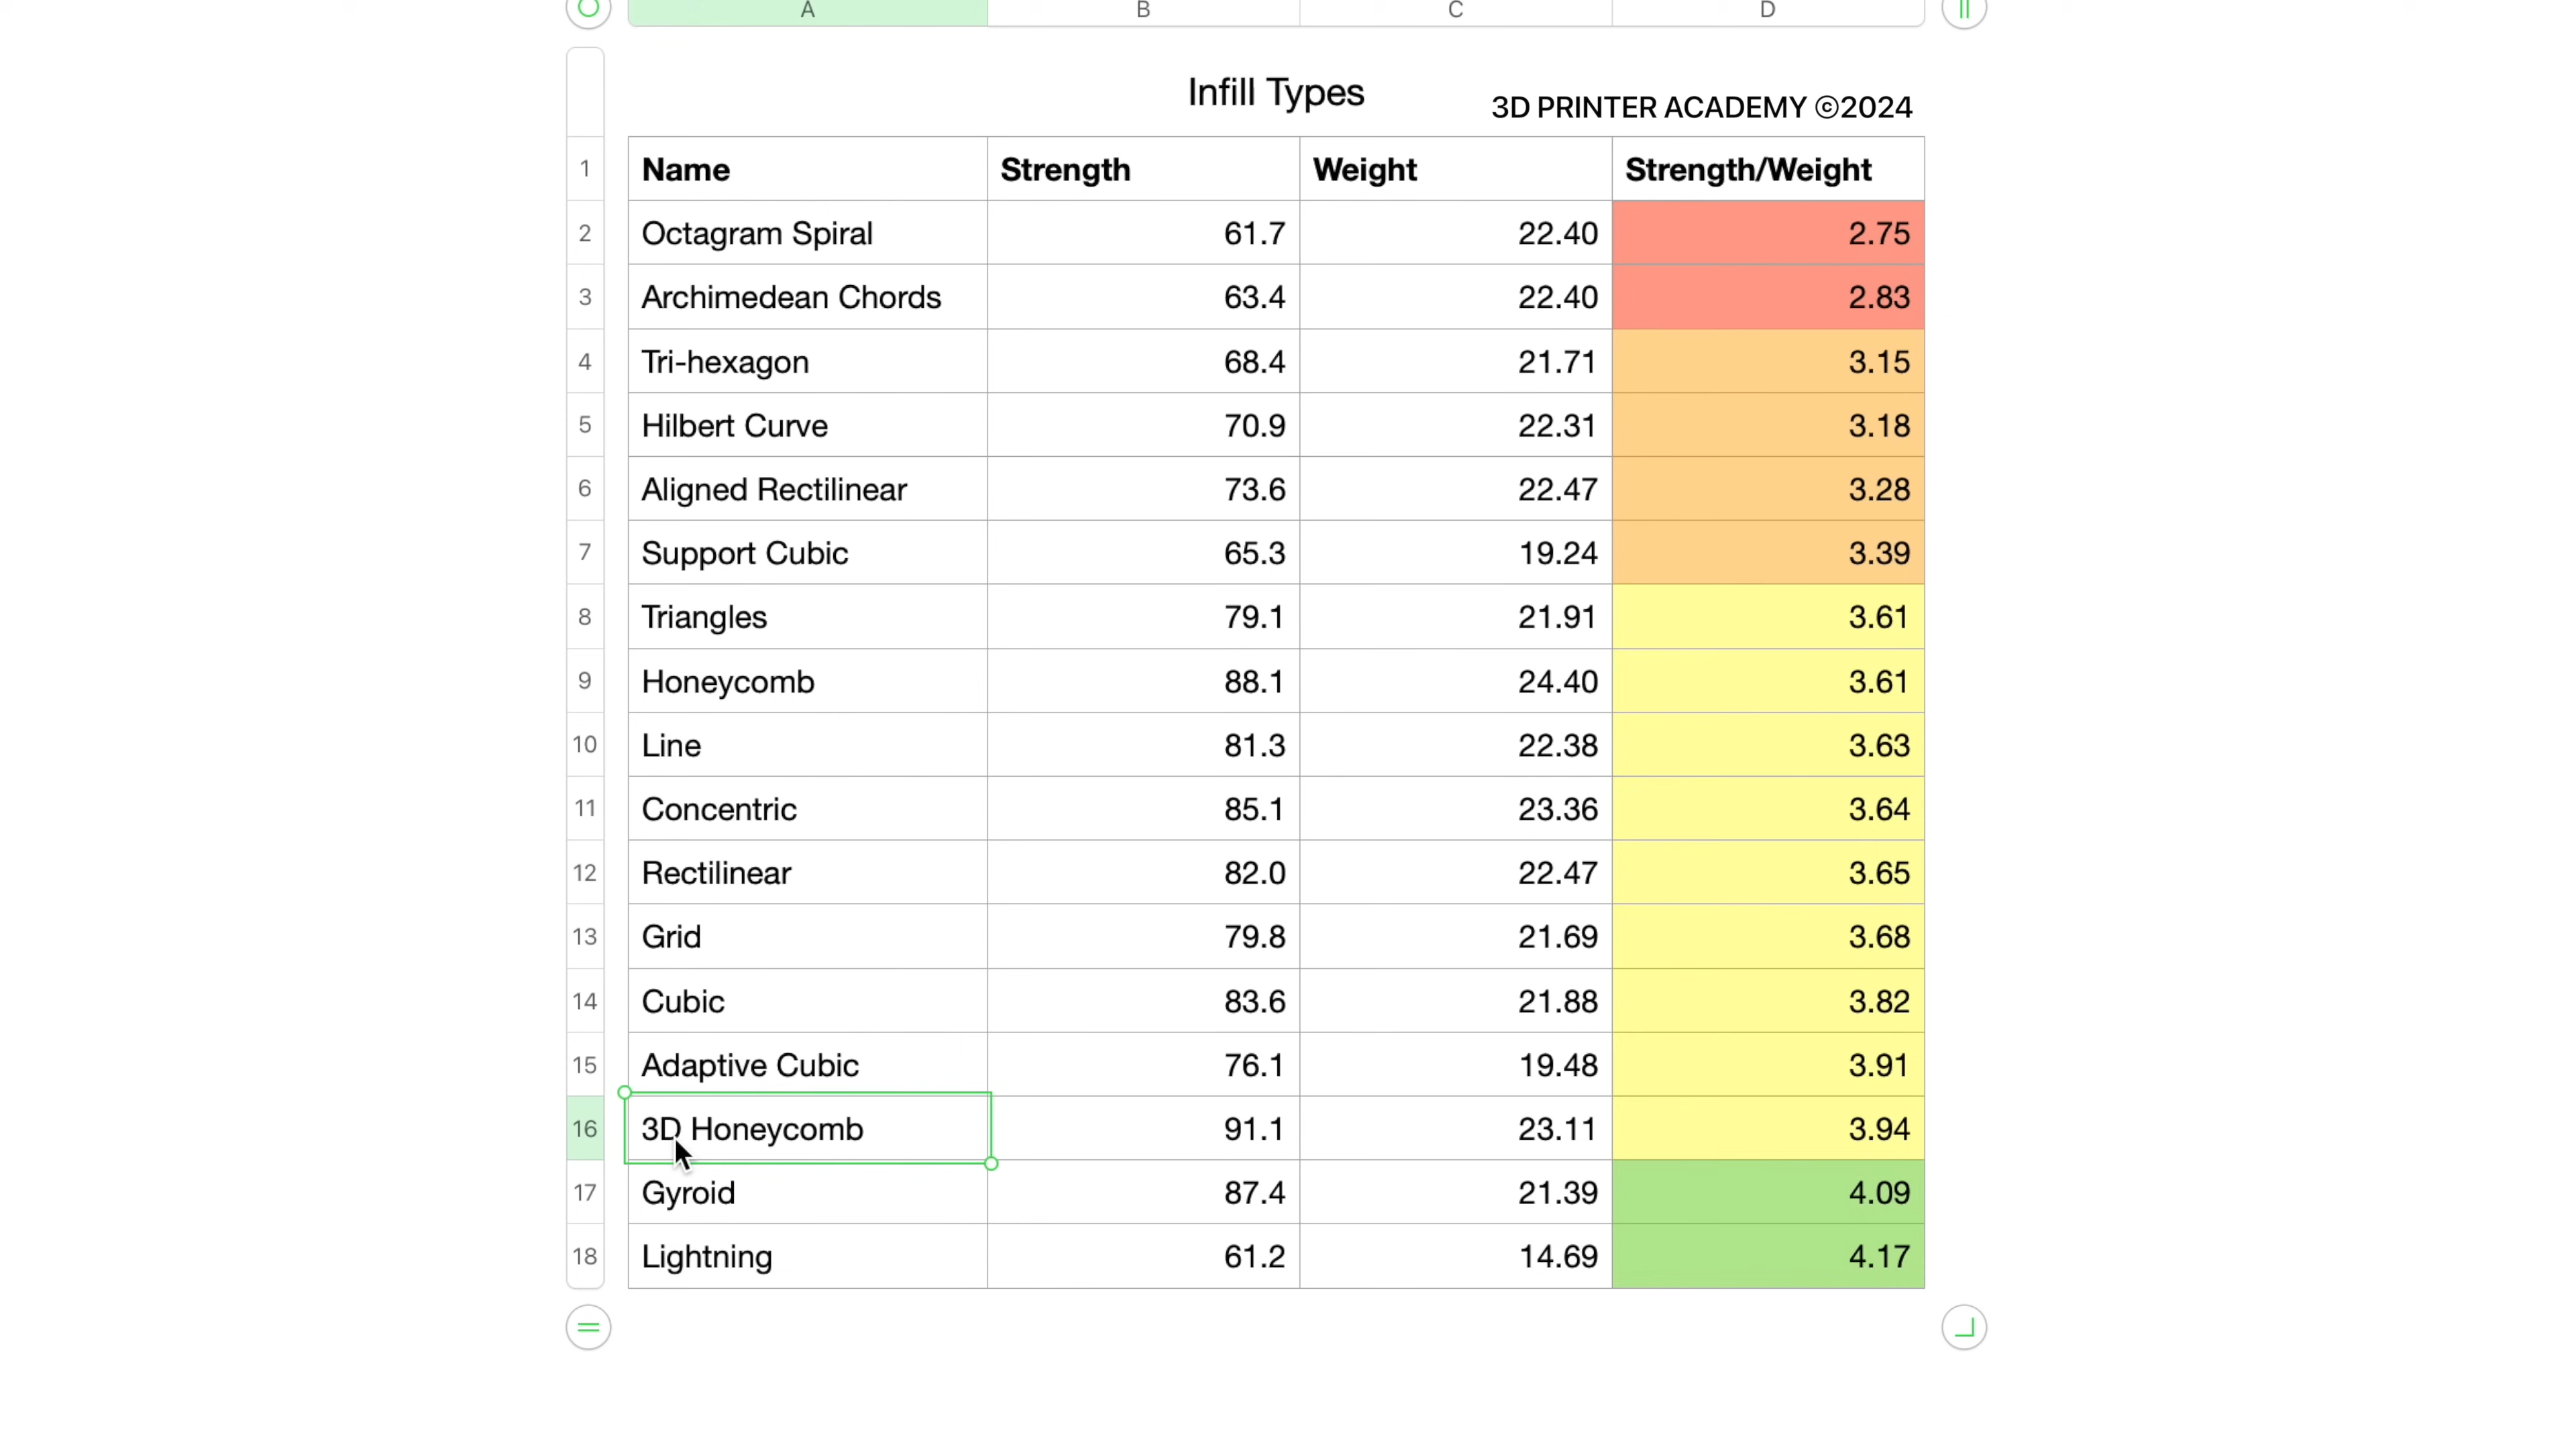 A B C D
Infill Types
3D PRINTER ACADEMY ©2024
1 Name Strength Weight Strength/Weight
2 Octagram Spiral 61.7 22.40 2.75
3 Archimedean Chords 63.4 22.40 2.83
4 Tri-hexagon 68.4 21.71 3.15
5 Hilbert Curve 70.9 22.31 3.18
6 Aligned Rectilinear 73.6 22.47 3.28
7 Support Cubic 65.3 19.24 3.39
8 Triangles 79.1 21.91 3.61
9 Honeycomb 88.1 24.40 3.61
10 Line 81.3 22.38 3.63
11 Concentric 85.1 23.36 3.64
12 Rectilinear 82.0 22.47 3.65
13 Grid 79.8 21.69 3.68
14 Cubic 83.6 21.88 3.82
15 Adaptive Cubic 76.1 19.48 3.91
16 3D Honeycomb 91.1 23.11 3.94
17 Gyroid 87.4 21.39 4.09
18 Lightning 61.2 14.69 4.17